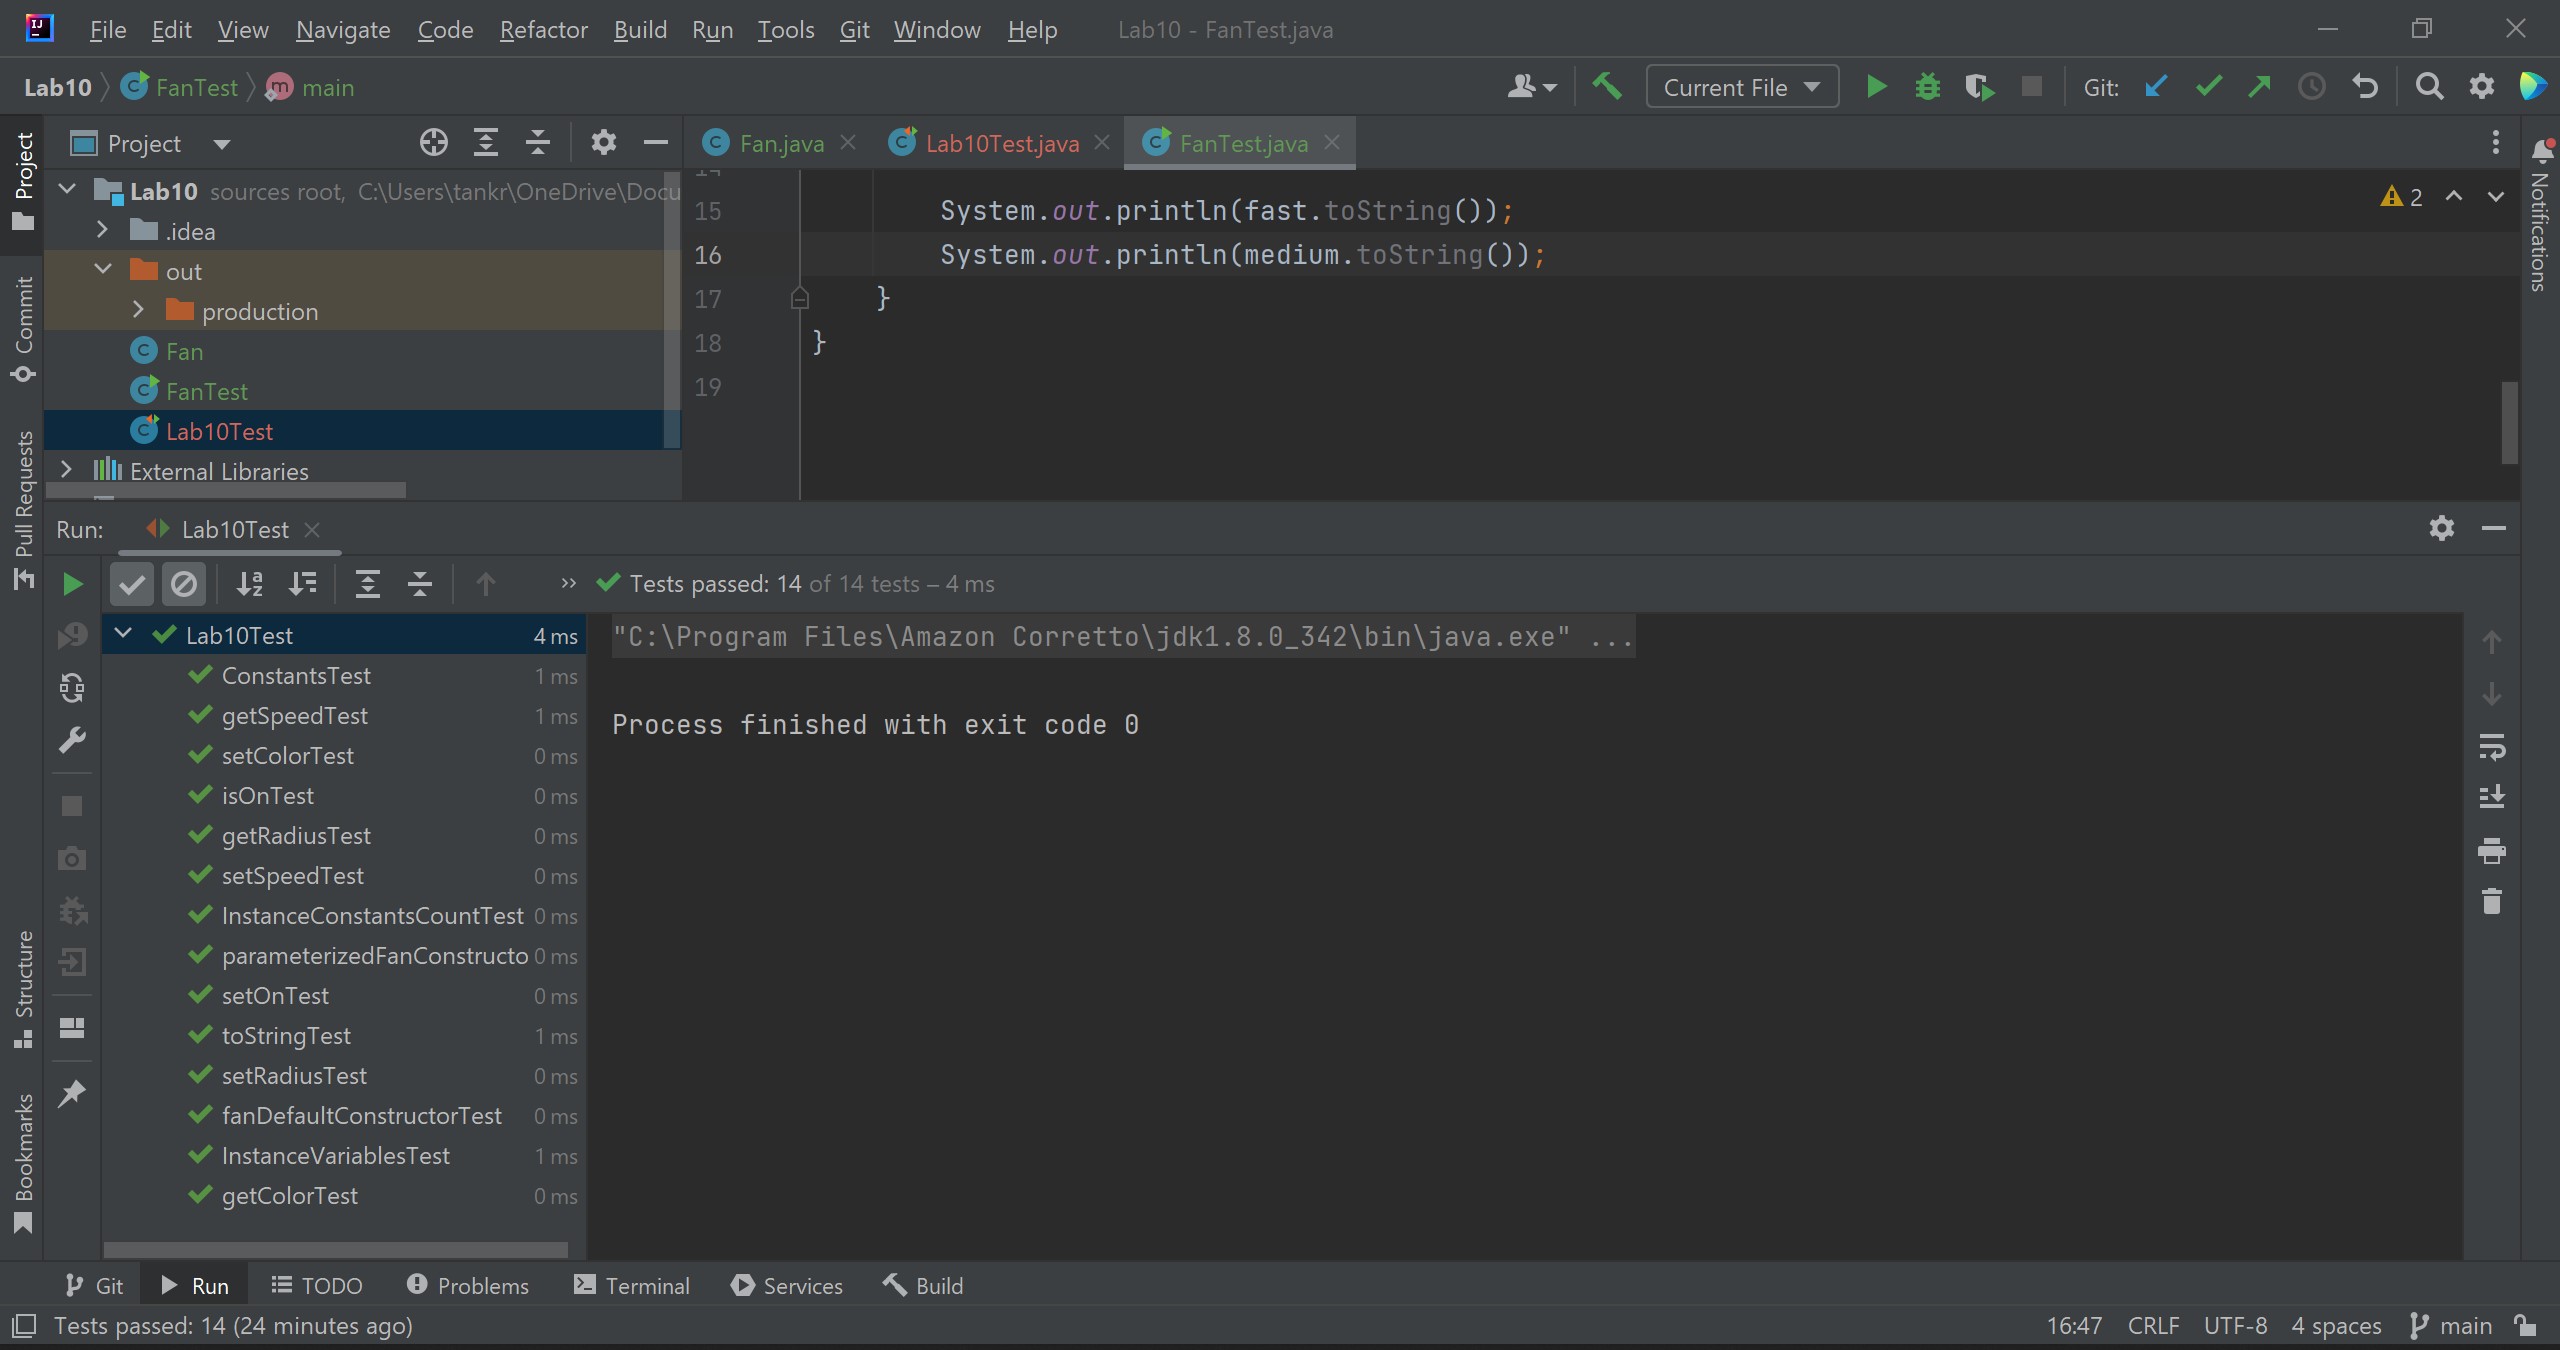 File Edit View Navigate Code Refactor Build Run Tools Git Window Help Lab10 - FanTest.java
Lab10 FanTest main
Current File Git:
Project
Fan.java Lab10Test.java FanTest.java
Lab10 sources root, C:\Users\tankr\OneDrive\Docu
.idea
out
production
Fan
FanTest
Lab10Test
External Libraries
15 System.out.println(fast.toString());
16 System.out.println(medium.toString());
17 }
18 }
19
2
Project
Commit
Pull Requests
Structure
Bookmarks
Notifications
Run: Lab10Test
Tests passed: 14 of 14 tests – 4 ms
Lab10Test 4 ms
ConstantsTest 1 ms
getSpeedTest 1 ms
setColorTest 0 ms
isOnTest 0 ms
getRadiusTest 0 ms
setSpeedTest 0 ms
InstanceConstantsCountTest 0 ms
parameterizedFanConstructo 0 ms
setOnTest 0 ms
toStringTest 1 ms
setRadiusTest 0 ms
fanDefaultConstructorTest 0 ms
InstanceVariablesTest 1 ms
getColorTest 0 ms
"C:\Program Files\Amazon Corretto\jdk1.8.0_342\bin\java.exe" ...
Process finished with exit code 0
Git Run TODO Problems Terminal Services Build
Tests passed: 14 (24 minutes ago) 16:47 CRLF UTF-8 4 spaces main